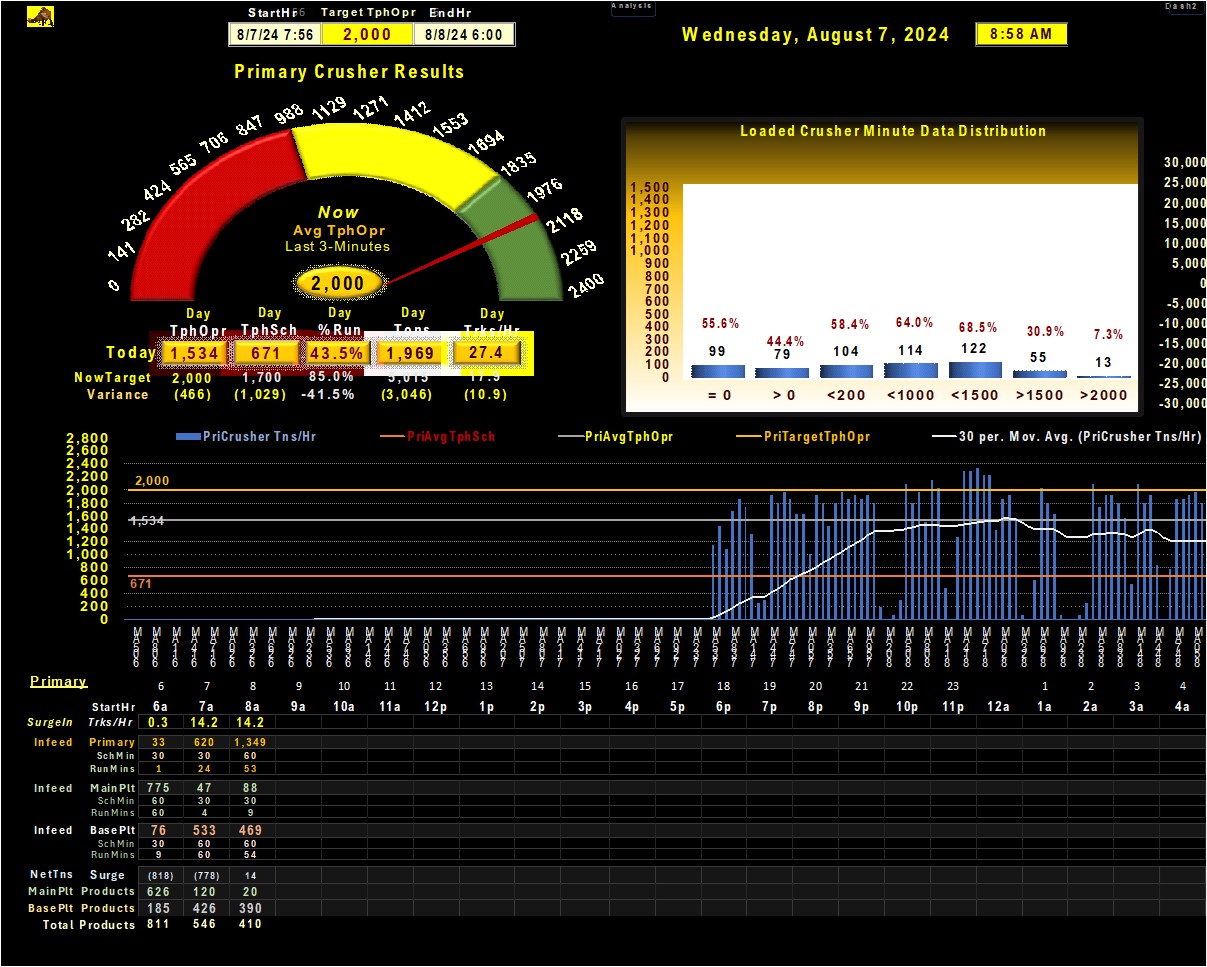 StartHr Target TphOpr EndHr
8/7/24 7:56 2,000 8/8/24 6:00
Analysis
Dash2
Wednesday, August 7, 2024 8:58 AM
Primary Crusher Results
0 141 282 424 565 706 847 988 1129 1271 1412 1553 1694 1835 1976 2118 2259 2400
Now
Avg TphOpr
Last 3-Minutes
2,000
Day Day Day Day Day
TphOpr TphSch %Run Tons Trks/Hr
Today 1,534 671 43.5% 1,969 27.4
NowTarget 2,000 1,700 85.0% 5,015 17.9
Variance (466) (1,029) -41.5% (3,046) (10.9)
Loaded Crusher Minute Data Distribution
1,500
1,400
1,300
1,200
1,100
1,000
900
800
700
600
500
400
300
200
100
0
55.6% 44.4% 58.4% 64.0% 68.5% 30.9% 7.3%
99 79 104 114 122 55 13
= 0 > 0 <200 <1000 <1500 >1500 >2000
30,000
25,000
20,000
15,000
10,000
5,000
0
-5,000
-10,000
-15,000
-20,000
-25,000
-30,000
PriCrusher Tns/Hr PriAvgTphSch PriAvgTphOpr PriTargetTphOpr 30 per. Mov. Avg. (PriCrusher Tns/Hr)
2,800
2,600
2,400
2,200
2,000
1,800
1,600
1,400
1,200
1,000
800
600
400
200
0
2,000
1,534
671
Primary
6 7 8 9 10 11 12 13 14 15 16 17 18 19 20 21 22 23 1 2 3 4
StartHr 6a 7a 8a 9a 10a 11a 12p 1p 2p 3p 4p 5p 6p 7p 8p 9p 10p 11p 12a 1a 2a 3a 4a
SurgeIn Trks/Hr 0.3 14.2 14.2
Infeed Primary 33 620 1,349
SchMin 30 30 60
RunMins 1 24 53
Infeed MainPlt 775 47 88
SchMin 60 30 30
RunMins 60 4 9
Infeed BasePlt 76 533 469
SchMin 30 60 60
RunMins 9 60 54
NetTns Surge (818) (778) 14
MainPlt Products 626 120 20
BasePlt Products 185 426 390
Total Products 811 546 410